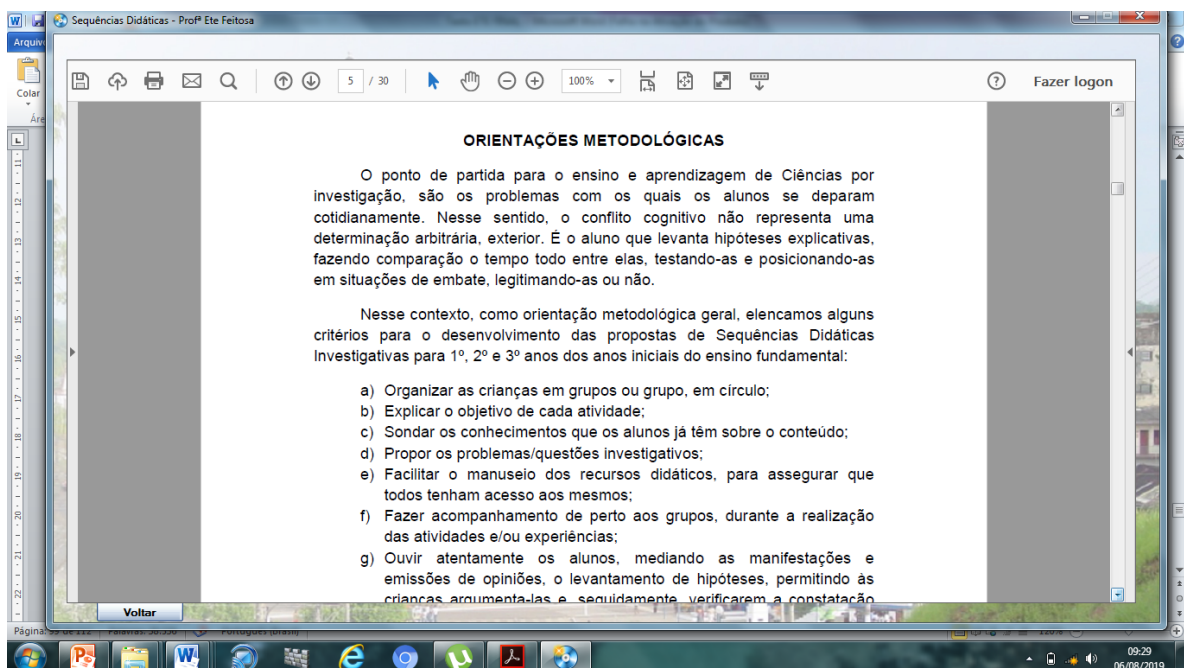 Sequências Didáticas - Profª Ete Feitosa
Arquiv
Colar
Áre
5 / 30
100%
Fazer logon
ORIENTAÇÕES METODOLÓGICAS
O ponto de partida para o ensino e aprendizagem de Ciências por
investigação, são os problemas com os quais os alunos se deparam
cotidianamente. Nesse sentido, o conflito cognitivo não representa uma
determinação arbitrária, exterior. É o aluno que levanta hipóteses explicativas,
fazendo comparação o tempo todo entre elas, testando-as e posicionando-as
em situações de embate, legitimando-as ou não.
Nesse contexto, como orientação metodológica geral, elencamos alguns
critérios para o desenvolvimento das propostas de Sequências Didáticas
Investigativas para 1º, 2º e 3º anos dos anos iniciais do ensino fundamental:
a) Organizar as crianças em grupos ou grupo, em círculo;
b) Explicar o objetivo de cada atividade;
c) Sondar os conhecimentos que os alunos já têm sobre o conteúdo;
d) Propor os problemas/questões investigativos;
e) Facilitar o manuseio dos recursos didáticos, para assegurar que
todos tenham acesso aos mesmos;
f) Fazer acompanhamento de perto aos grupos, durante a realização
das atividades e/ou experiências;
g) Ouvir atentamente os alunos, mediando as manifestações e
emissões de opiniões, o levantamento de hipóteses, permitindo às
crianças argumenta-las e, seguidamente, verificarem a constatação
Voltar
09:29
06/08/2019